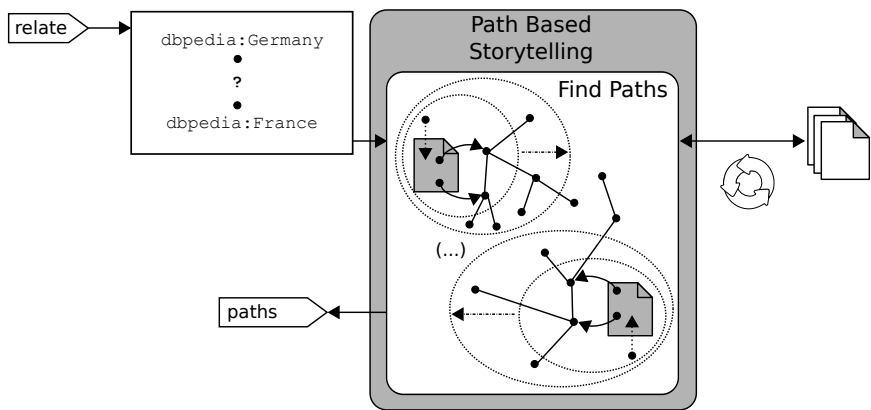 relate
dbpedia:Germany
?
dbpedia:France
Path Based
Storytelling
Find Paths
(...)
paths